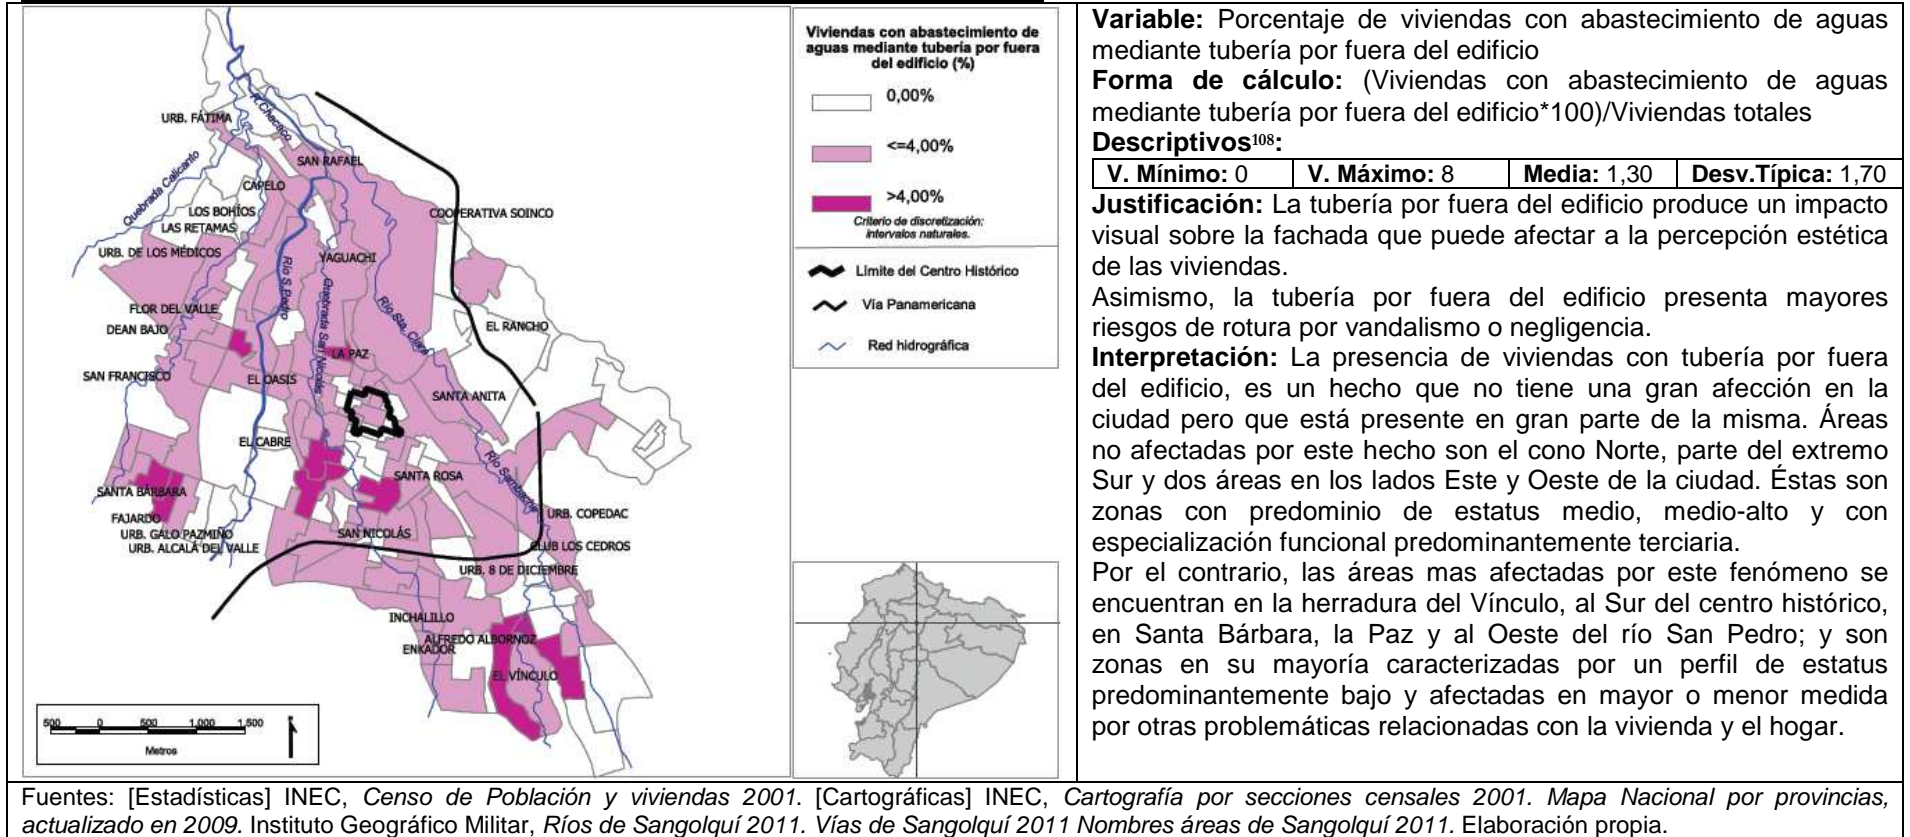 Viviendas con abastecimiento de
aguas mediante tubería por fuera
del edificio (%)
0,00%
<=4,00%
>4,00%
Criterio de discretización:
intervalos naturales.
Límite del Centro Histórico
Vía Panamericana
Red hidrográfica
URB. FÁTIMA
SAN RAFAEL
Quebrada Calicanto
CAPELO
LOS BOHÍOS
LAS RETAMAS
COOPERATIVA SOINCO
URB. DE LOS MÉDICOS
YAGUACHI
Río S.Pedro
Quebrada San Nicolás
Río Sta. Clara
FLOR DEL VALLE
DEAN BAJO
EL RANCHO
LA PAZ
SAN FRANCISCO
EL OASIS
SANTA ANITA
EL CABRE
SANTA ROSA
SANTA BÁRBARA
FAJARDO
URB. COPEDAC
URB. GALO PAZMIÑO
SAN NICOLÁS
URB. ALCALÁ DEL VALLE
CLUB LOS CEDROS
URB. 8 DE DICIEMBRE
INCHALILLO
ALFREDO ALBORNOZ
ENKADOR
EL VÍNCULO
500 0 500 1.000 1.500
Metros
Variable: Porcentaje de viviendas con abastecimiento de aguas
mediante tubería por fuera del edificio
Forma de cálculo: (Viviendas con abastecimiento de aguas
mediante tubería por fuera del edificio*100)/Viviendas totales
Descriptivos108:
V. Mínimo: 0 V. Máximo: 8 Media: 1,30 Desv.Típica: 1,70
Justificación: La tubería por fuera del edificio produce un impacto
visual sobre la fachada que puede afectar a la percepción estética
de las viviendas.
Asimismo, la tubería por fuera del edificio presenta mayores
riesgos de rotura por vandalismo o negligencia.
Interpretación: La presencia de viviendas con tubería por fuera
del edificio, es un hecho que no tiene una gran afección en la
ciudad pero que está presente en gran parte de la misma. Áreas
no afectadas por este hecho son el cono Norte, parte del extremo
Sur y dos áreas en los lados Este y Oeste de la ciudad. Éstas son
zonas con predominio de estatus medio, medio-alto y con
especialización funcional predominantemente terciaria.
Por el contrario, las áreas mas afectadas por este fenómeno se
encuentran en la herradura del Vínculo, al Sur del centro histórico,
en Santa Bárbara, la Paz y al Oeste del río San Pedro; y son
zonas en su mayoría caracterizadas por un perfil de estatus
predominantemente bajo y afectadas en mayor o menor medida
por otras problemáticas relacionadas con la vivienda y el hogar.
Fuentes: [Estadísticas] INEC, Censo de Población y viviendas 2001. [Cartográficas] INEC, Cartografía por secciones censales 2001. Mapa Nacional por provincias,
actualizado en 2009. Instituto Geográfico Militar, Ríos de Sangolquí 2011. Vías de Sangolquí 2011 Nombres áreas de Sangolquí 2011. Elaboración propia.